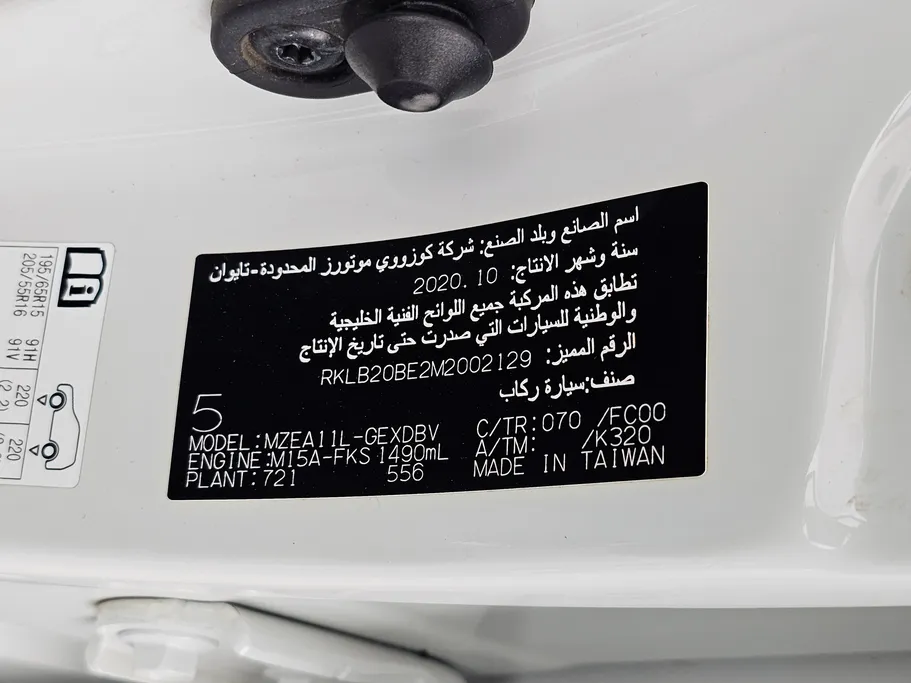 اسم الصانع وبلد الصنع: شركة كوزووي موتورز المحدودة-تايوان
سنة وشهر الانتاج: 2020.10
تطابق هذه المركبة جميع اللوائح الفنية الخليجية
والوطنية للسيارات التي صدرت حتى تاريخ الإنتاج
الرقم المميز: RKLB20BE2M2002129
صنف:سيارة ركاب
5
MODEL:MZEA11L-GEXDBV C/TR:070 /FC00
ENGINE:M15A-FKS 1490mL A/TM: /K320
PLANT:721 556 MADE IN TAIWAN
195/65R15 91H 220
205/55R16 91V 220